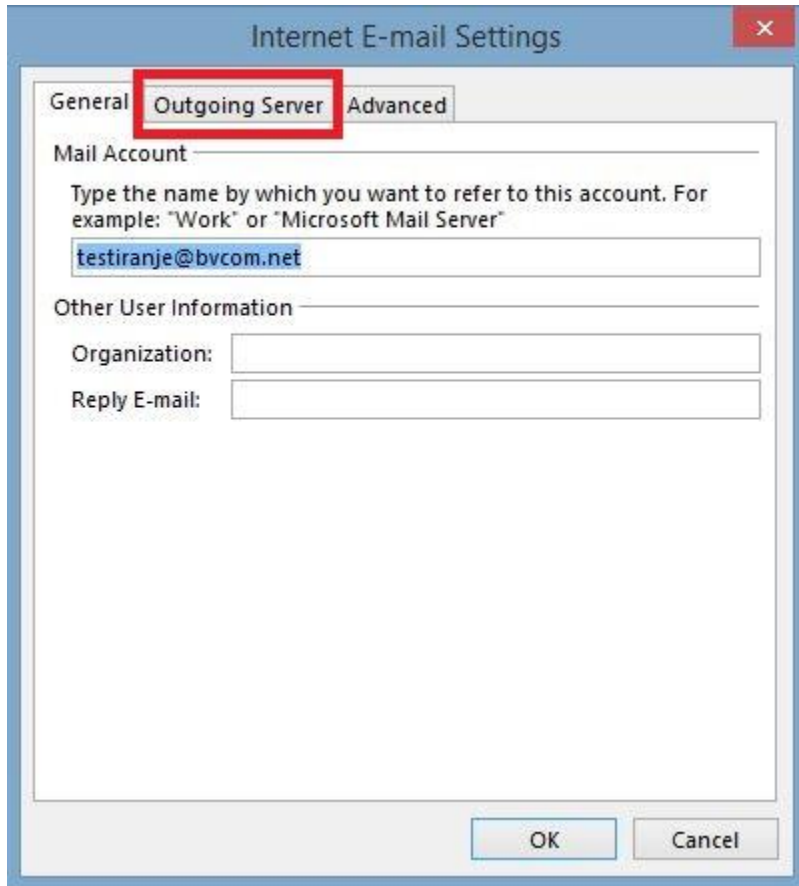 Internet E-mail Settings
General Outgoing Server Advanced
Mail Account
Type the name by which you want to refer to this account. For
example: "Work" or "Microsoft Mail Server"
testiranje@bvcom.net
Other User Information
Organization:
Reply E-mail:
OK Cancel